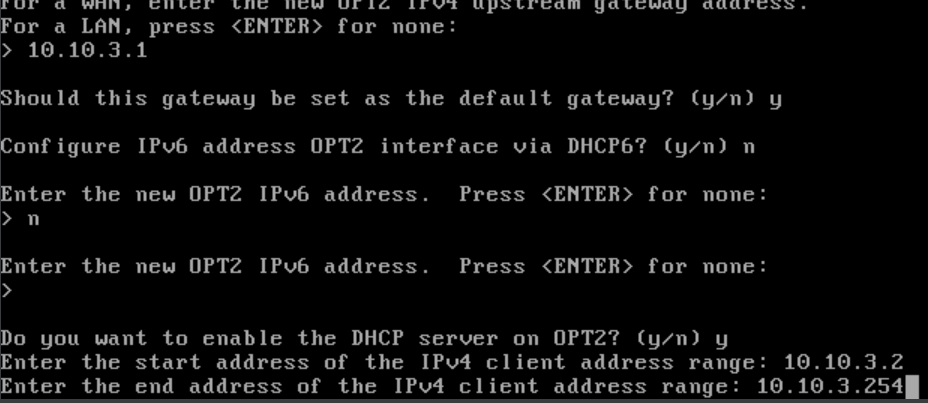 For a WAN, enter the new OPT2 IPv4 upstream gateway address.
For a LAN, press <ENTER> for none:
> 10.10.3.1
Should this gateway be set as the default gateway? (y/n) y
Configure IPv6 address OPT2 interface via DHCP6? (y/n) n
Enter the new OPT2 IPv6 address.  Press <ENTER> for none:
> n
Enter the new OPT2 IPv6 address.  Press <ENTER> for none:
>
Do you want to enable the DHCP server on OPT2? (y/n) y
Enter the start address of the IPv4 client address range: 10.10.3.2
Enter the end address of the IPv4 client address range: 10.10.3.254